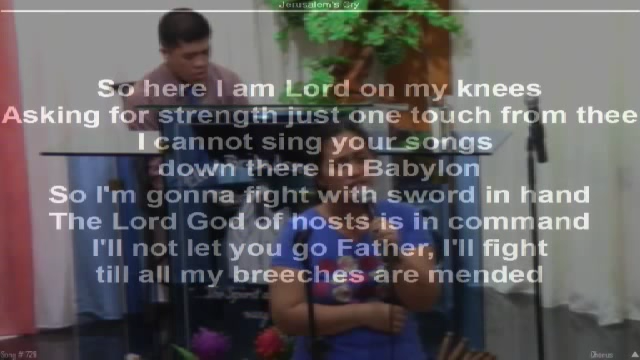 Jerusalem's Cry
So here I am Lord on my knees
Asking for strength just one touch from thee
I cannot sing your songs
down there in Babylon
So I'm gonna fight with sword in hand
The Lord God of hosts is in command
I'll not let you go Father, I'll fight
till all my breeches are mended
Song #:728
Chorus